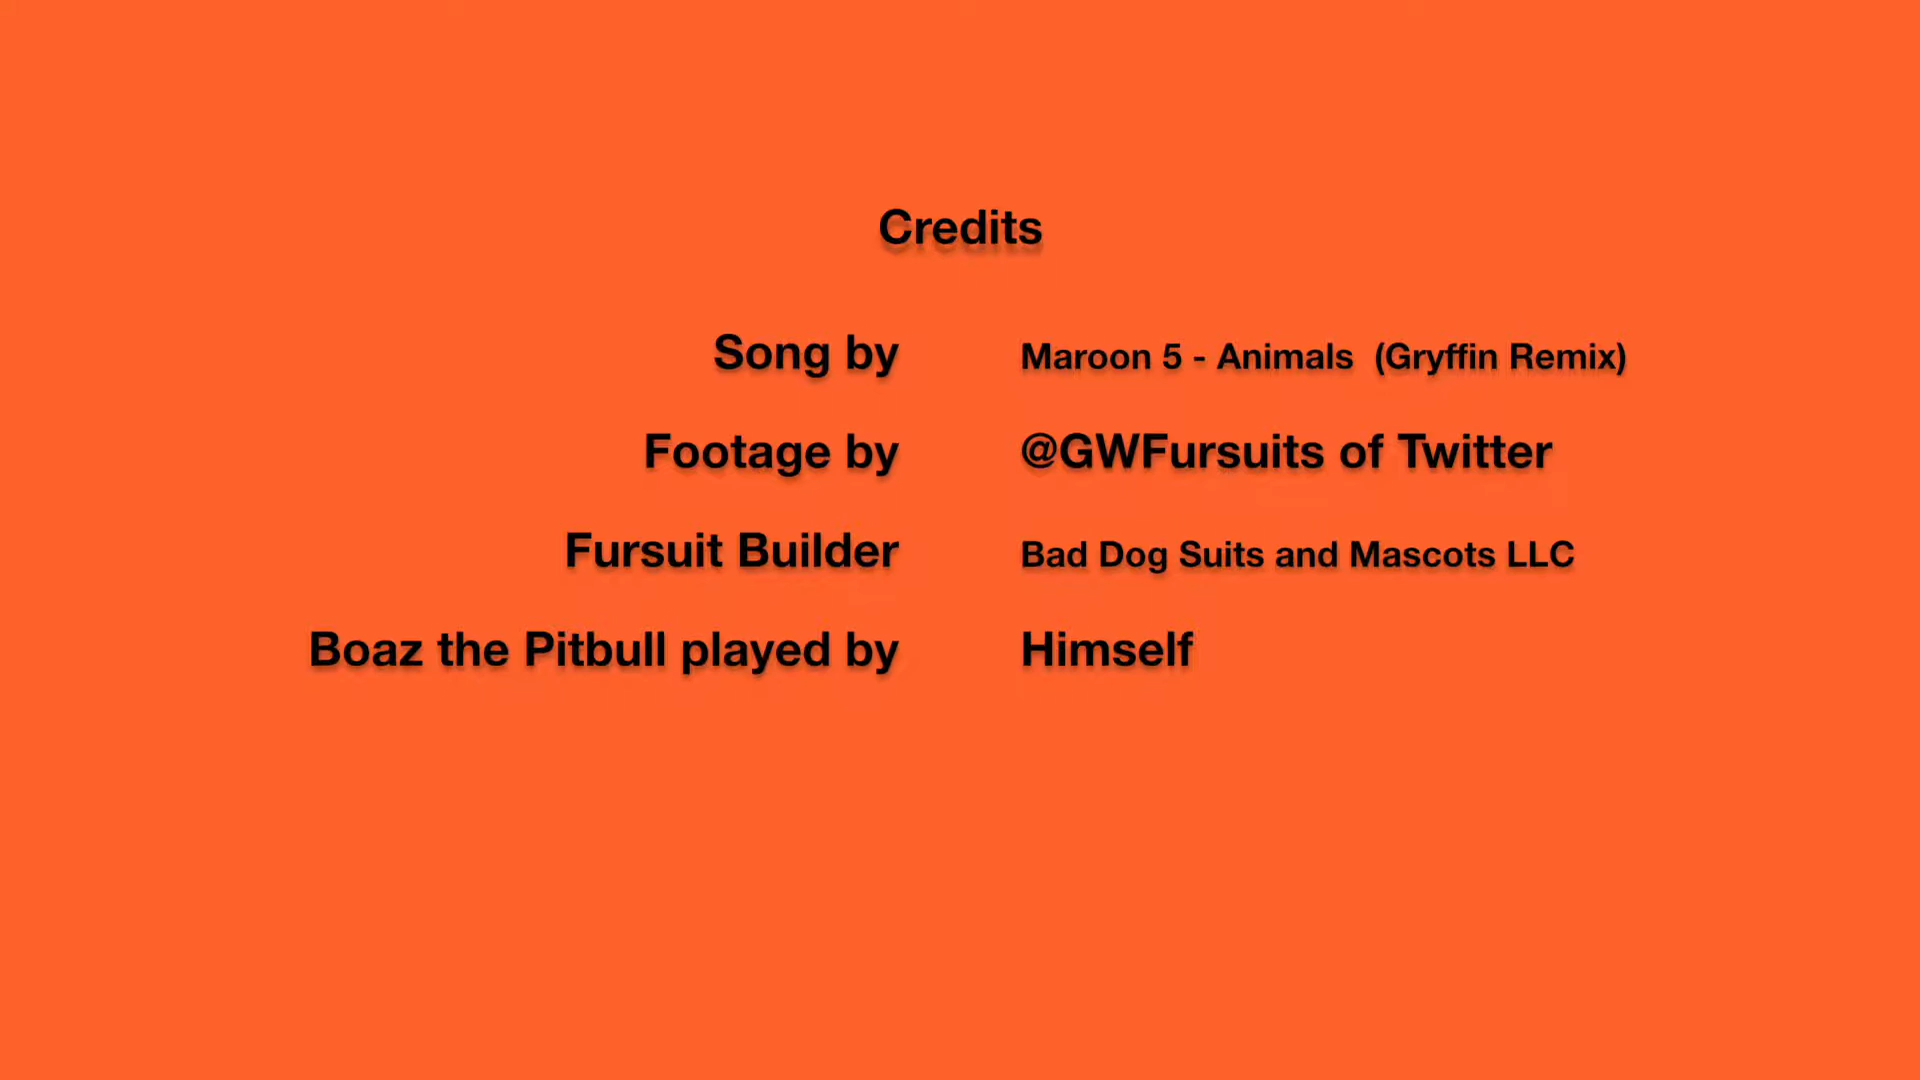 Credits
Song by Maroon 5 - Animals (Gryffin Remix)
Footage by @GWFursuits of Twitter
Fursuit Builder Bad Dog Suits and Mascots LLC
Boaz the Pitbull played by Himself